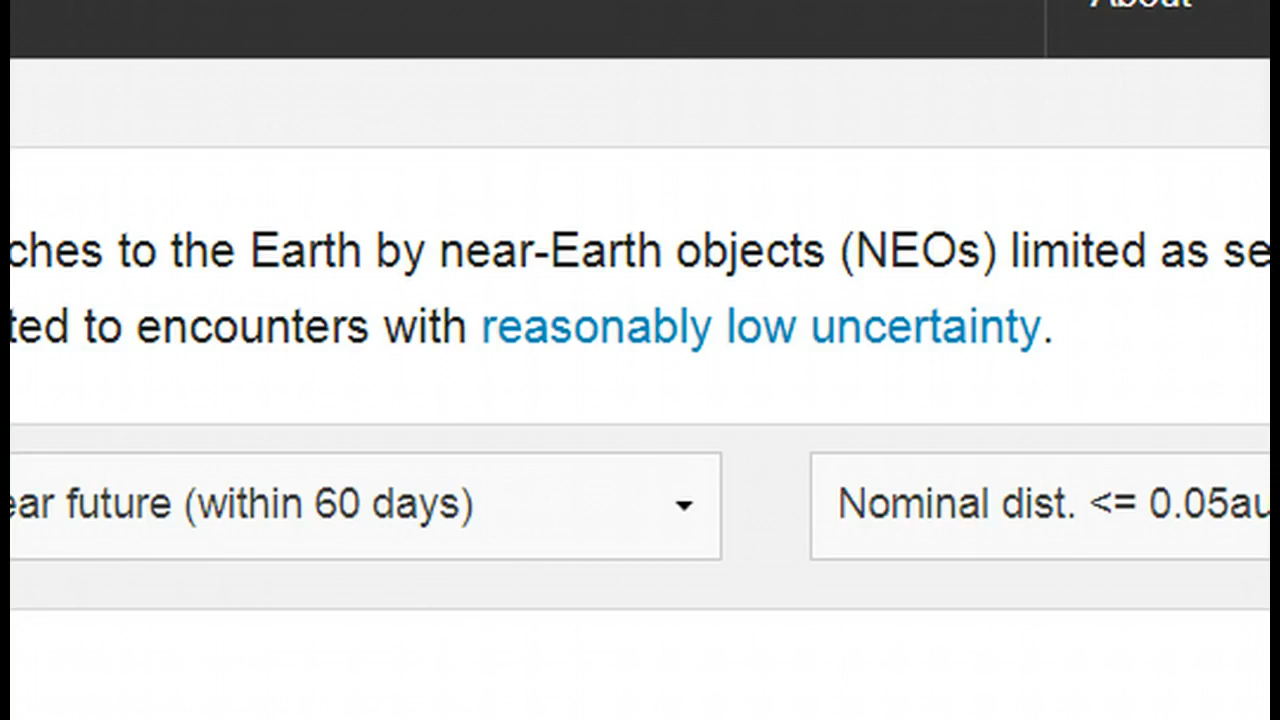 About
ches to the Earth by near-Earth objects (NEOs) limited as se
ted to encounters with reasonably low uncertainty.
ear future (within 60 days)
Nominal dist. <= 0.05au